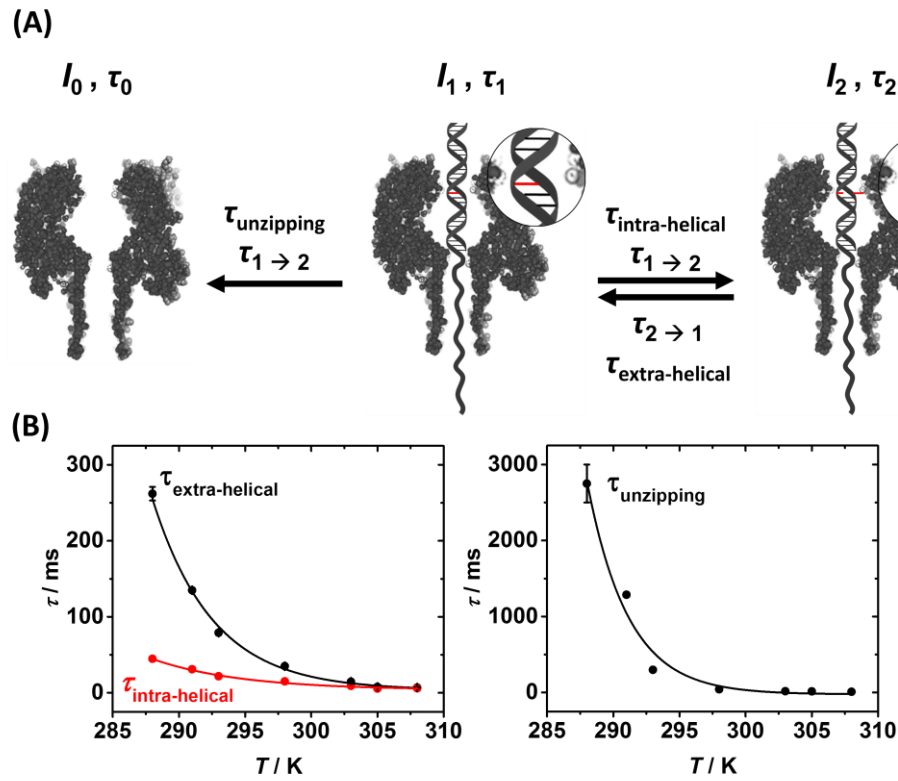 (A)
I0 , τ0
I1 , τ1
I2 , τ2
τunzipping
τ1 → 2
τintra-helical
τ1 → 2
τ2 → 1
τextra-helical
(B)
300
200
100
0
τ / ms
τextra-helical
τintra-helical
285 290 295 300 305 310
T / K
3000
2000
1000
0
τ / ms
τunzipping
285 290 295 300 305 310
T / K